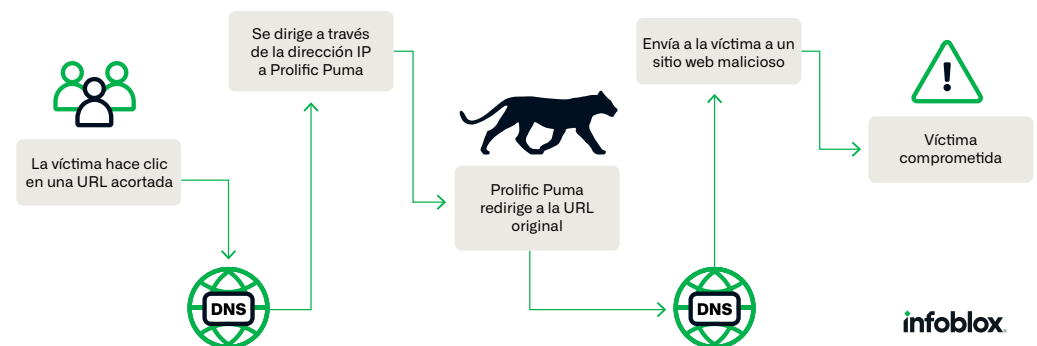 La víctima hace clic
en una URL acortada
DNS
Se dirige a través
de la dirección IP
a Prolific Puma
Prolific Puma
redirige a la URL
original
DNS
Envía a la víctima a un
sitio web malicioso
Víctima
comprometida
infoblox.